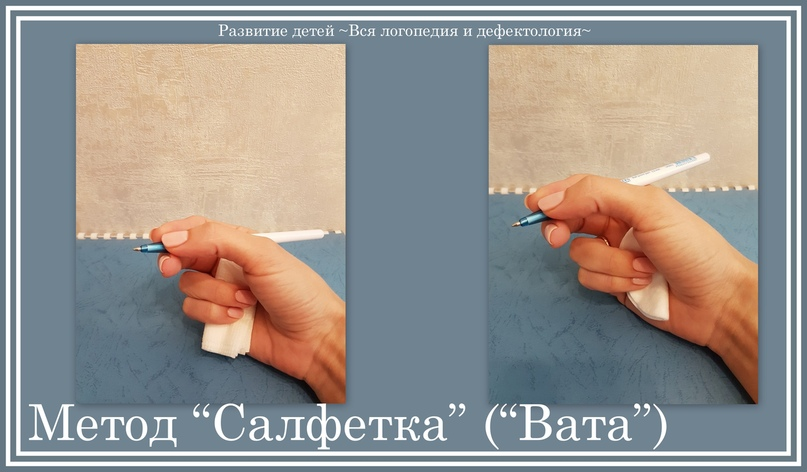 Развитие детей ~Вся логопедия и дефектология~
Метод “Салфетка” (“Вата”)